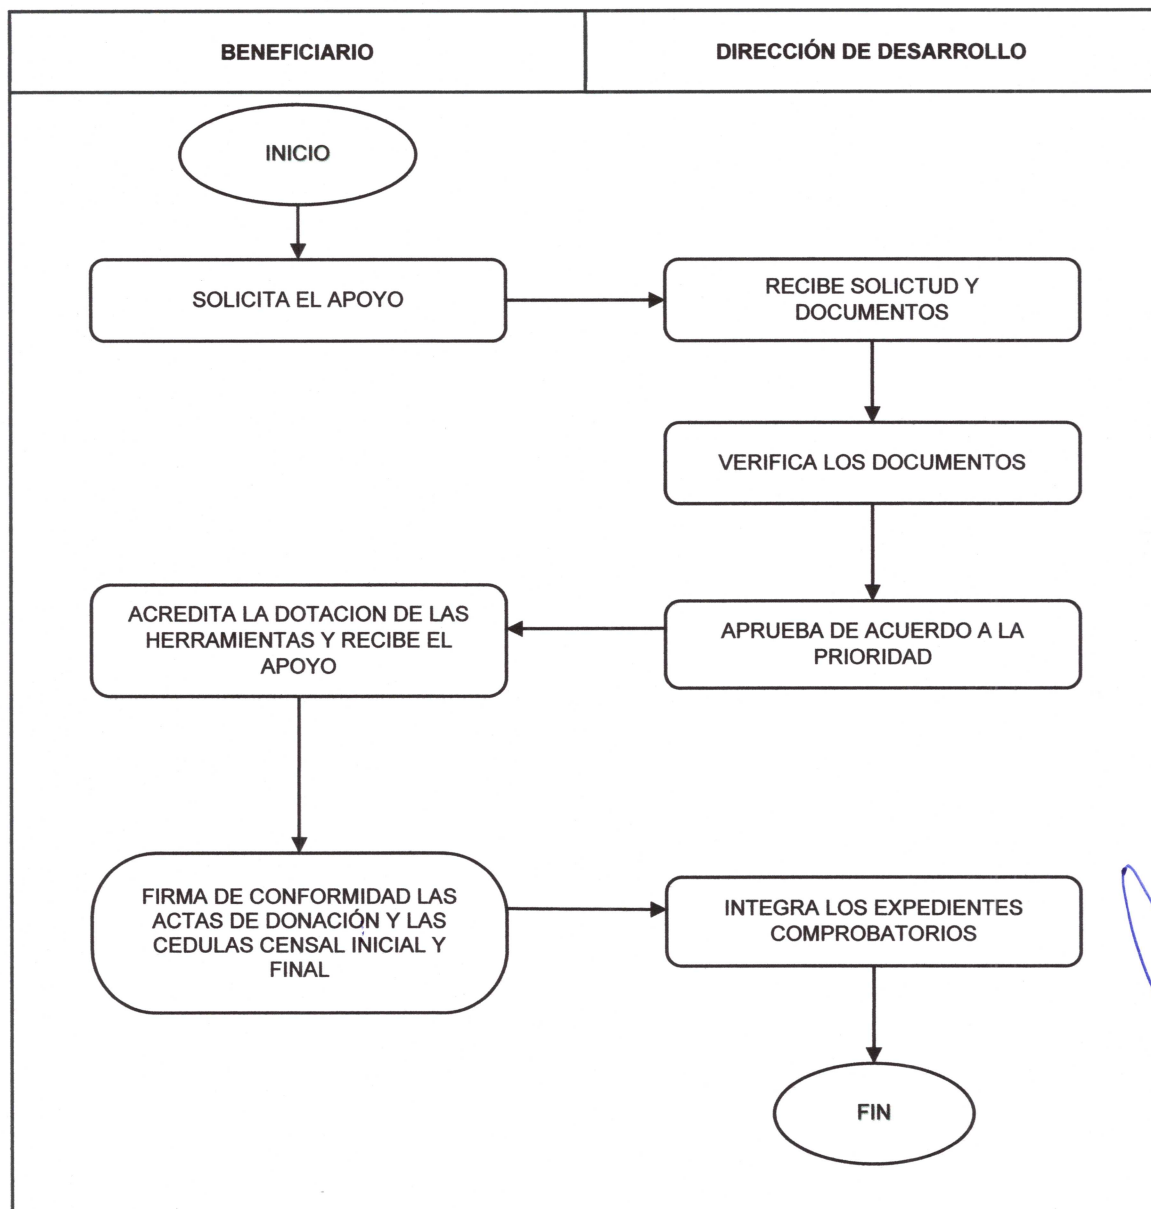 BENEFICIARIO
DIRECCIÓN DE DESARROLLO
INICIO
SOLICITA EL APOYO
RECIBE SOLICTUD Y
DOCUMENTOS
VERIFICA LOS DOCUMENTOS
APRUEBA DE ACUERDO A LA
PRIORIDAD
ACREDITA LA DOTACION DE LAS
HERRAMIENTAS Y RECIBE EL
APOYO
FIRMA DE CONFORMIDAD LAS
ACTAS DE DONACIÓN Y LAS
CEDULAS CENSAL INICIAL Y
FINAL
INTEGRA LOS EXPEDIENTES
COMPROBATORIOS
FIN